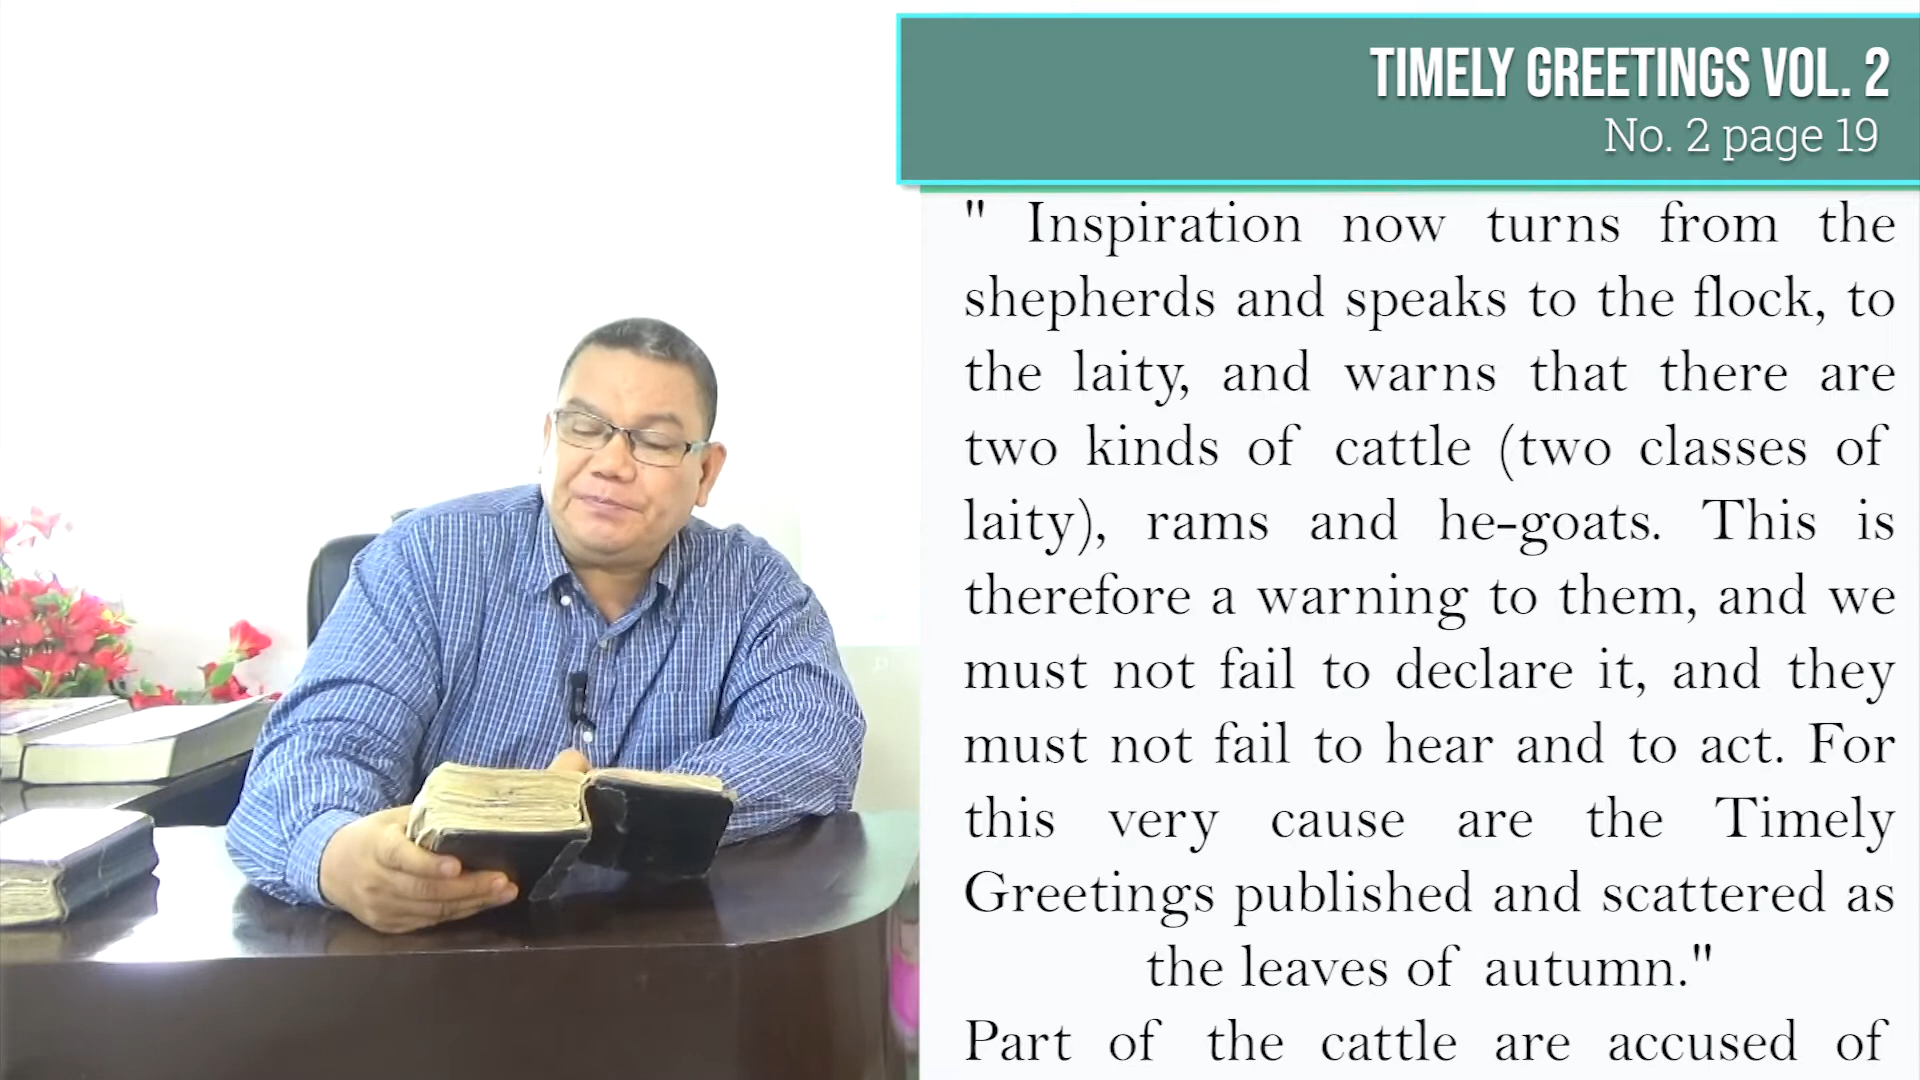 TIMELY GREETINGS VOL. 2
No. 2 page 19
" Inspiration now turns from the
shepherds and speaks to the flock, to
the laity, and warns that there are
two kinds of cattle (two classes of
laity), rams and he-goats. This is
therefore a warning to them, and we
must not fail to declare it, and they
must not fail to hear and to act. For
this very cause are the Timely
Greetings published and scattered as
the leaves of autumn."
Part of the cattle are accused of